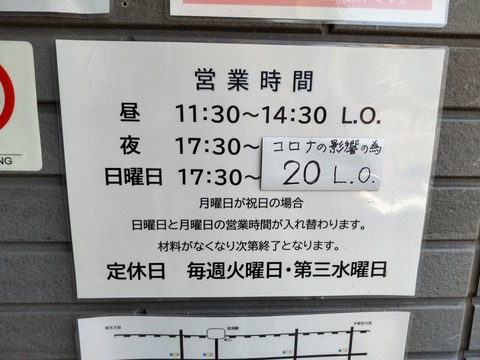 営業時間
昼 11:30～14:30 L.O.
夜 17:30～ コロナの影響の為
日曜日 17:30～ 20 L.O.
月曜日が祝日の場合
日曜日と月曜日の営業時間が入れ替わります。
材料がなくなり次第終了となります。
定休日 毎週火曜日・第三水曜日
NG